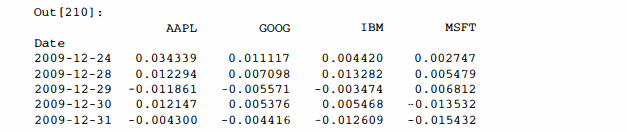 Out[210]:
AAPL GOOG IBM MSFT
Date
2009-12-24 0.034339 0.011117 0.004420 0.002747
2009-12-28 0.012294 0.007098 0.013282 0.005479
2009-12-29 -0.011861 -0.005571 -0.003474 0.006812
2009-12-30 0.012147 0.005376 0.005468 -0.013532
2009-12-31 -0.004300 -0.004416 -0.012609 -0.015432